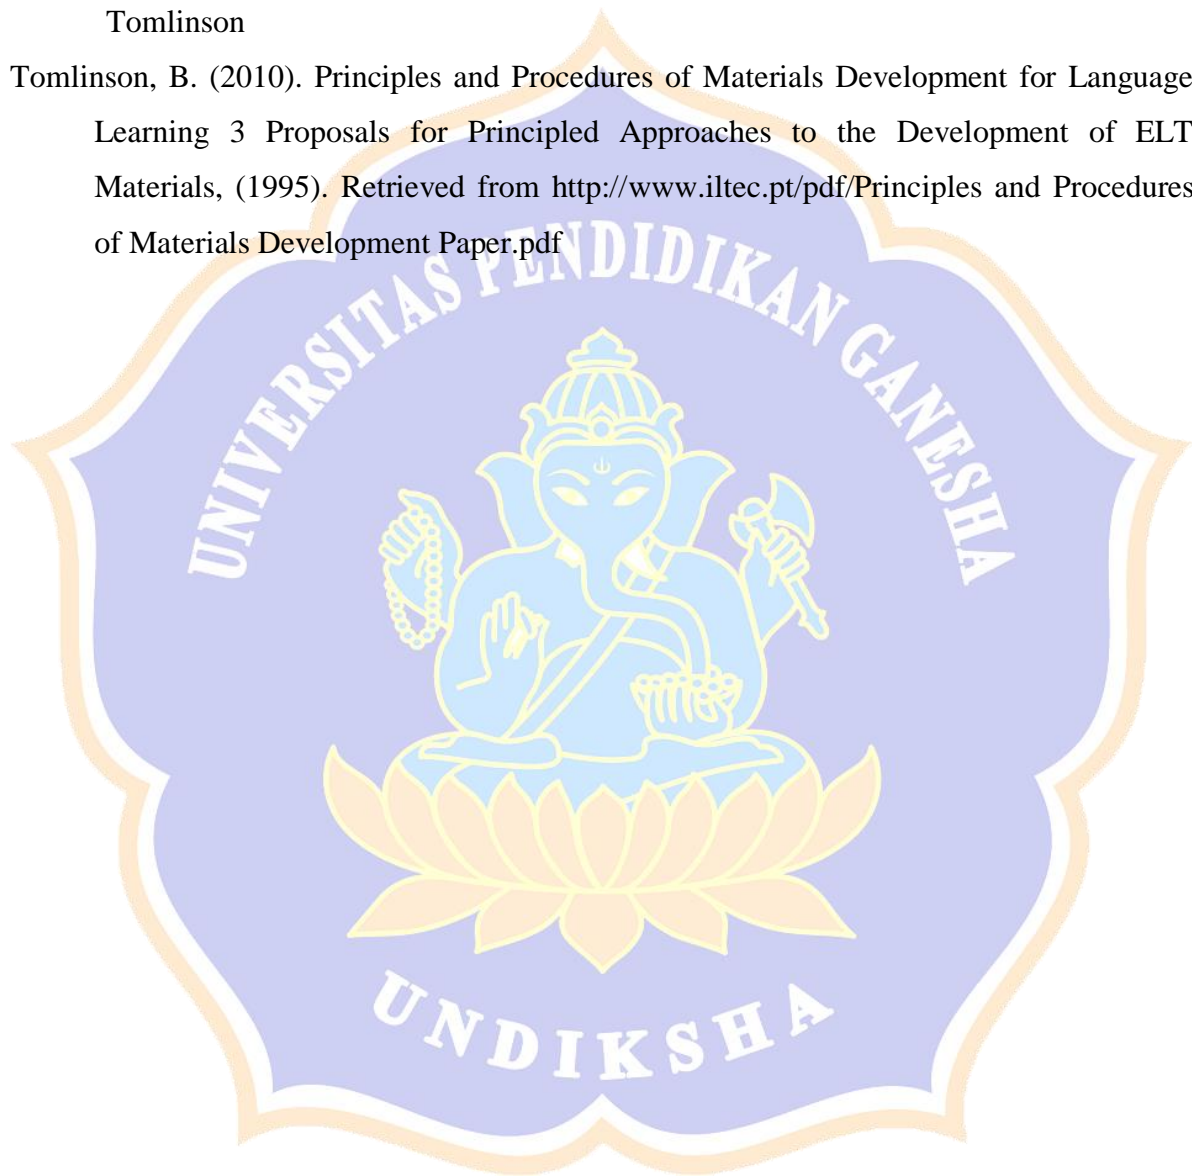 Tomlinson
Tomlinson, B. (2010). Principles and Procedures of Materials Development for Language
Learning 3 Proposals for Principled Approaches to the Development of ELT
Materials, (1995). Retrieved from http://www.iltec.pt/pdf/Principles and Procedures
of Materials Development Paper.pdf
UNIVERSITAS PENDIDIKAN GANESHA
UNDIKSHA